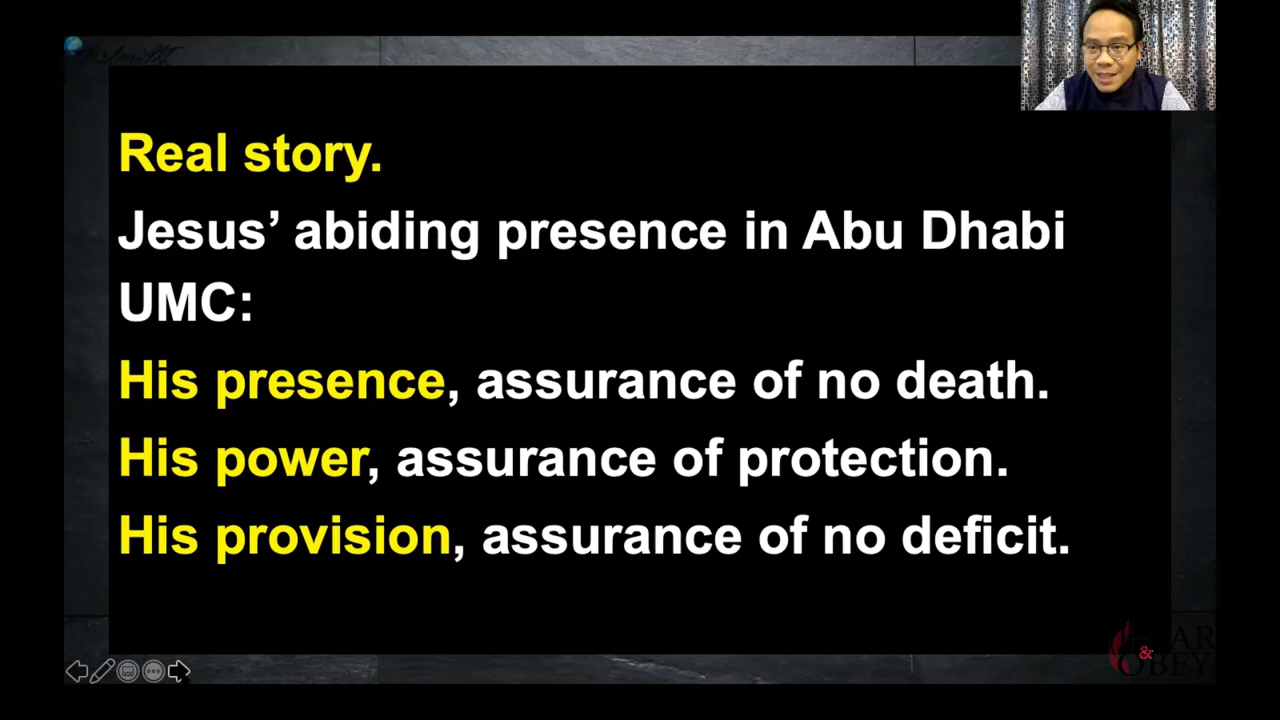 Real story.
Jesus’ abiding presence in Abu Dhabi
UMC:
His presence, assurance of no death.
His power, assurance of protection.
His provision, assurance of no deficit.
&
OBEY